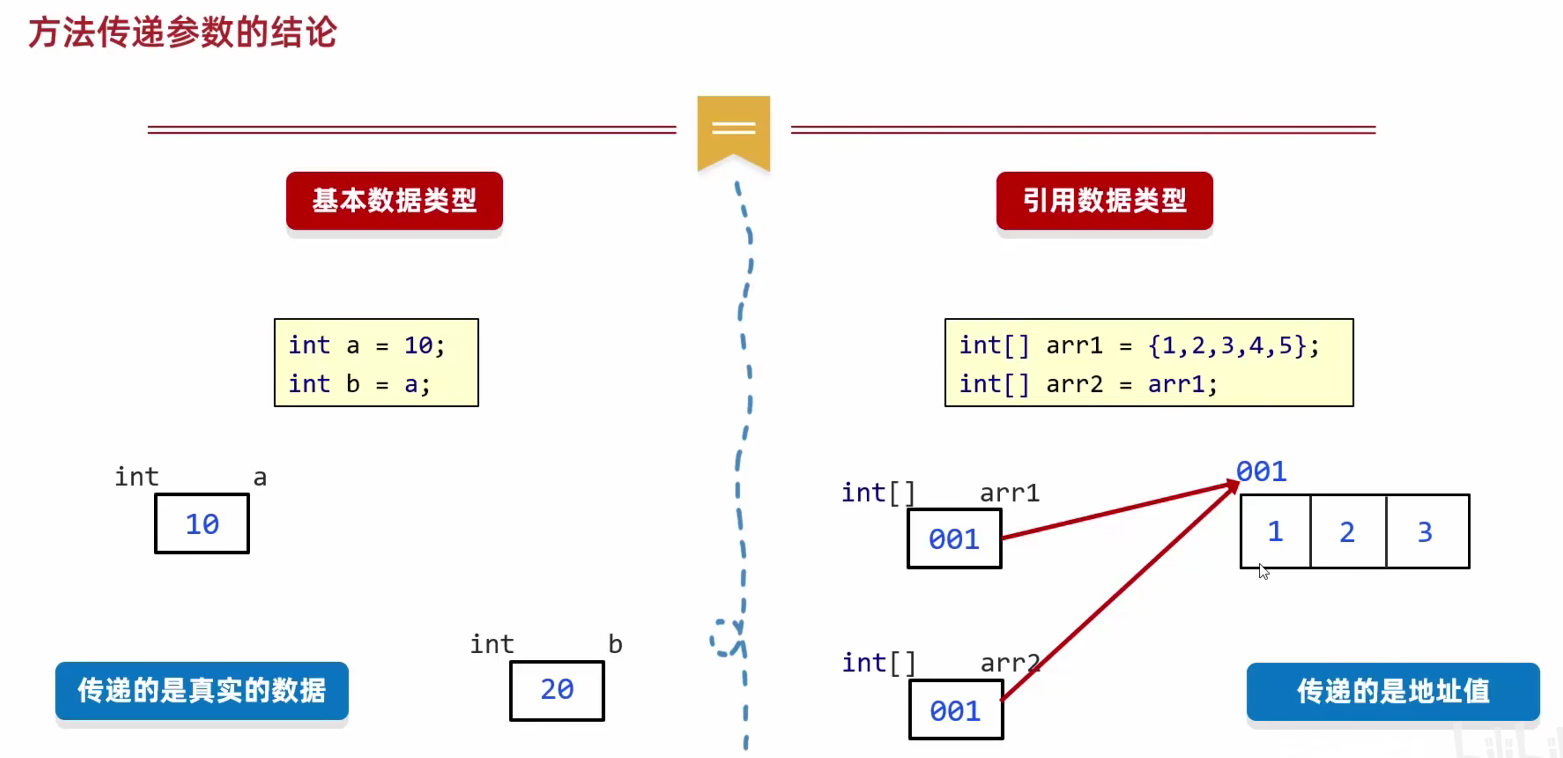 方法传递参数的结论
基本数据类型
int a = 10;
int b = a;
int a
10
int b
20
传递的是真实的数据
引用数据类型
int[] arr1 = {1,2,3,4,5};
int[] arr2 = arr1;
int[] arr1
001
001
1 2 3
int[] arr2
001
传递的是地址值